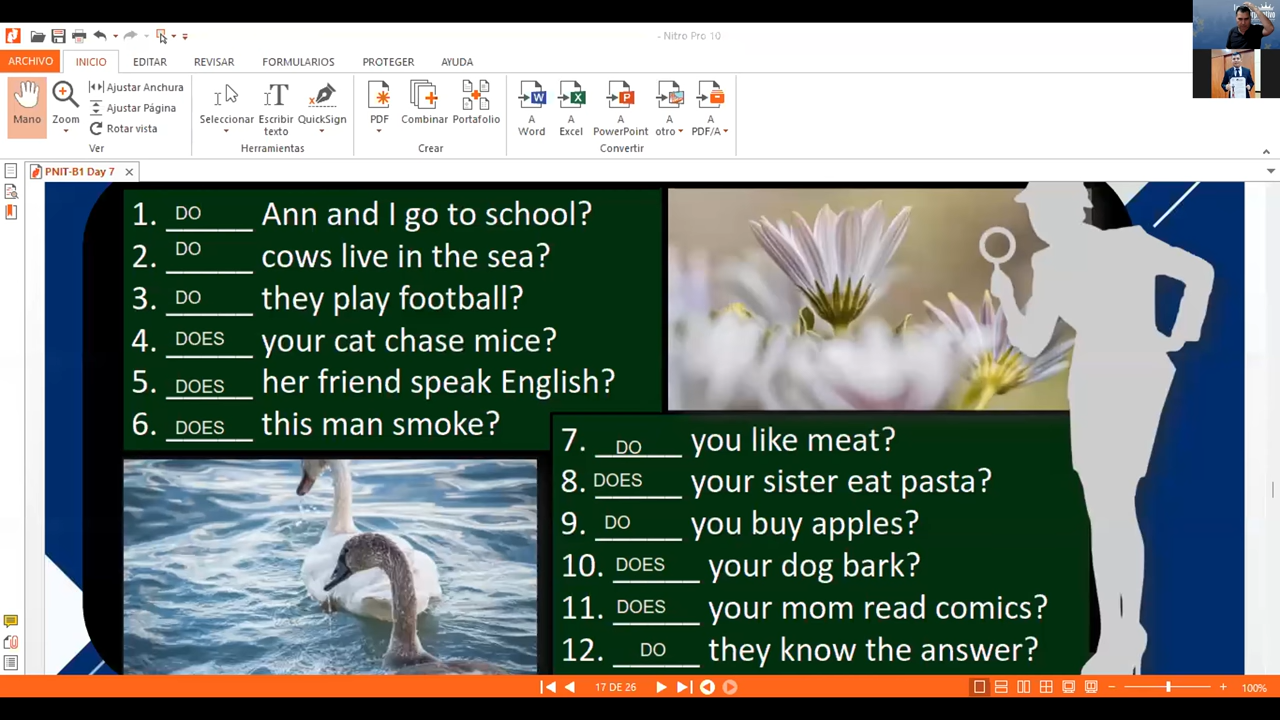 - Nitro Pro 10
ARCHIVO INICIO EDITAR REVISAR FORMULARIOS PROTEGER AYUDA
Mano
Zoom
Ajustar Anchura
Ajustar Página
Rotar vista
Ver
Seleccionar
Escribir texto
QuickSign
Herramientas
PDF
Combinar
Portafolio
Crear
A Word
A Excel
A PowerPoint
A otro
A PDF/A
Convertir
PNIT-B1 Day 7
1. DO Ann and I go to school?
2. DO cows live in the sea?
3. DO they play football?
4. DOES your cat chase mice?
5. DOES her friend speak English?
6. DOES this man smoke?
7. DO you like meat?
8. DOES your sister eat pasta?
9. DO you buy apples?
10. DOES your dog bark?
11. DOES your mom read comics?
12. DO they know the answer?
17 DE 26
100%